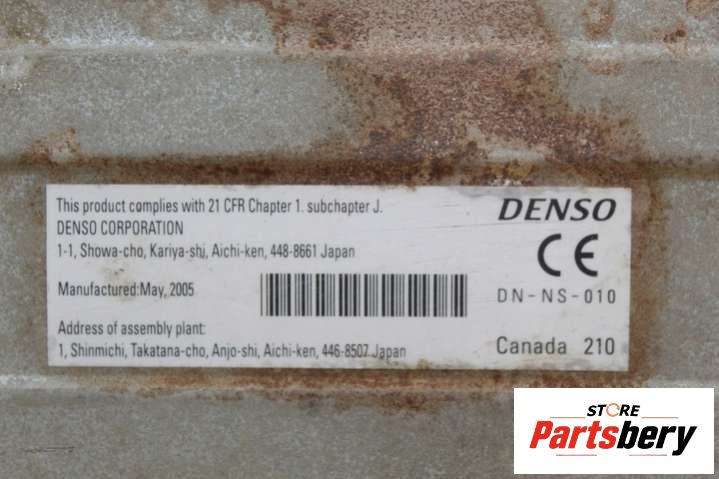 This product complies with 21 CFR Chapter 1. subchapter J.
DENSO CORPORATION
1-1, Showa-cho, Kariya-shi, Aichi-ken, 448-8661 Japan
Manufactured:May, 2005
Address of assembly plant:
1, Shinmichi, Takatana-cho, Anjo-shi, Aichi-ken, 446-8507 Japan
DENSO
CE
DN-NS-010
Canada 210
STORE
Partsbery